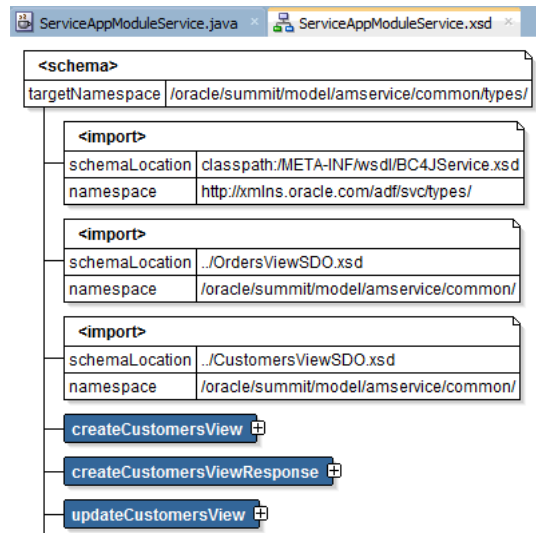 ServiceAppModuleService.java × ServiceAppModuleService.xsd ×
<schema>
targetNamespace /oracle/summit/model/amservice/common/types/
<import>
schemaLocation classpath:/META-INF/wsdl/BC4JService.xsd
namespace http://xmlns.oracle.com/adf/svc/types/
<import>
schemaLocation ../OrdersViewSDO.xsd
namespace /oracle/summit/model/amservice/common/
<import>
schemaLocation ../CustomersViewSDO.xsd
namespace /oracle/summit/model/amservice/common/
createCustomersView
createCustomersViewResponse
updateCustomersView